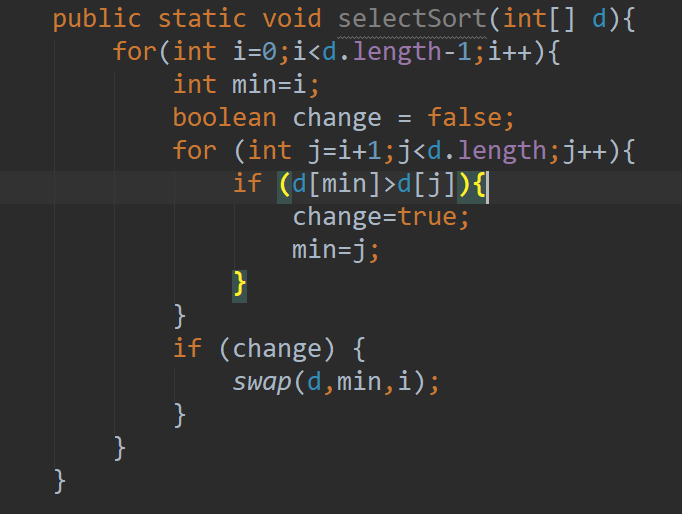 public static void selectSort(int[] d){
    for(int i=0;i<d.length-1;i++){
        int min=i;
        boolean change = false;
        for (int j=i+1;j<d.length;j++){
            if (d[min]>d[j]){
                change=true;
                min=j;
            }
        }
        if (change) {
            swap(d,min,i);
        }
    }
}